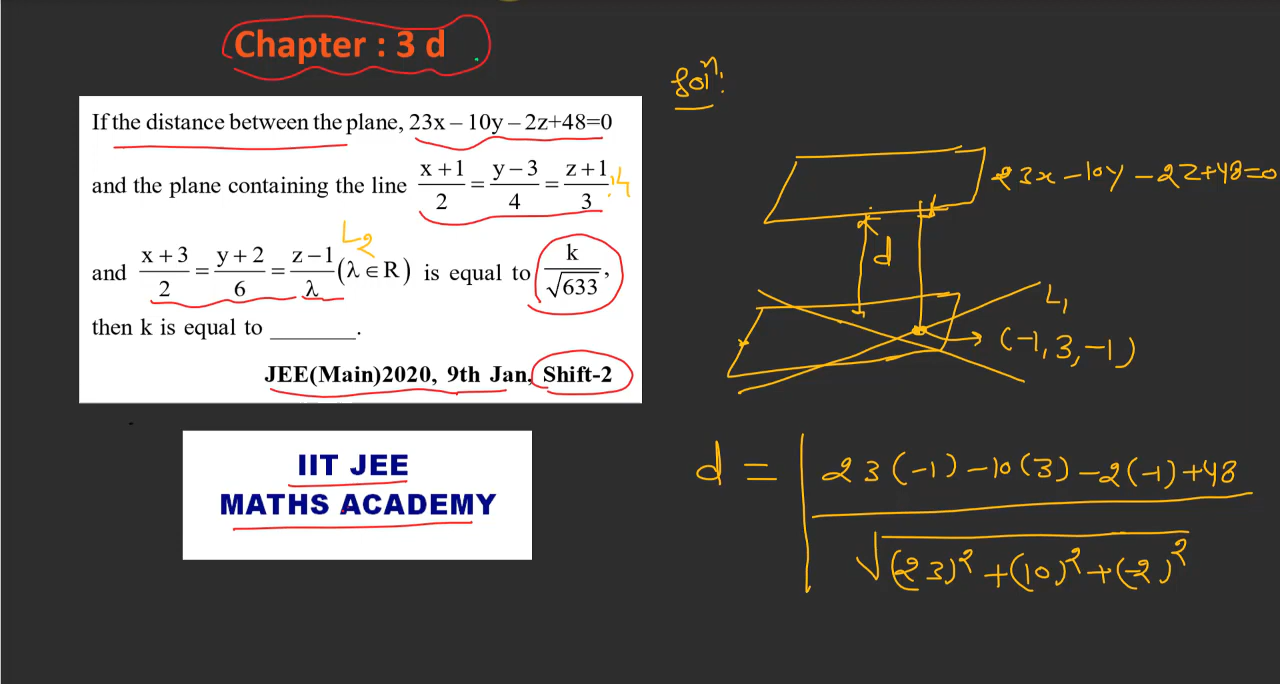 Chapter : 3 d
If the distance between the plane, 23x – 10y – 2z+48=0
and the plane containing the line (x+1)/2 = (y–3)/4 = (z+1)/3
L2
and (x+3)/2 = (y+2)/6 = (z–1)/λ (λ ∈ R) is equal to k/√633,
then k is equal to ________.
JEE(Main)2020, 9th Jan, Shift-2
IIT JEE
MATHS ACADEMY
Solⁿ:
23x – 10y – 2z + 48 = 0
d
L1
(-1, 3, -1)
d = | 23(-1) – 10(3) – 2(-1) + 48
√(23)² + (10)² + (-2)²